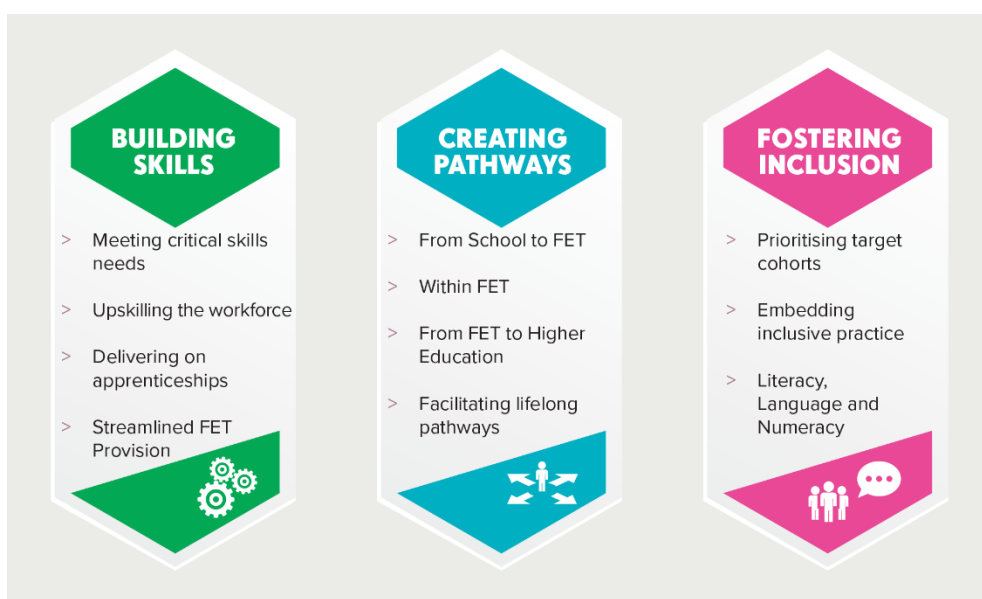 BUILDING
SKILLS
> Meeting critical skills
needs
> Upskilling the workforce
> Delivering on
apprenticeships
> Streamlined FET
Provision
CREATING
PATHWAYS
> From School to FET
> Within FET
> From FET to Higher
Education
> Facilitating lifelong
pathways
FOSTERING
INCLUSION
> Prioritising target
cohorts
> Embedding
inclusive practice
> Literacy,
Language and
Numeracy